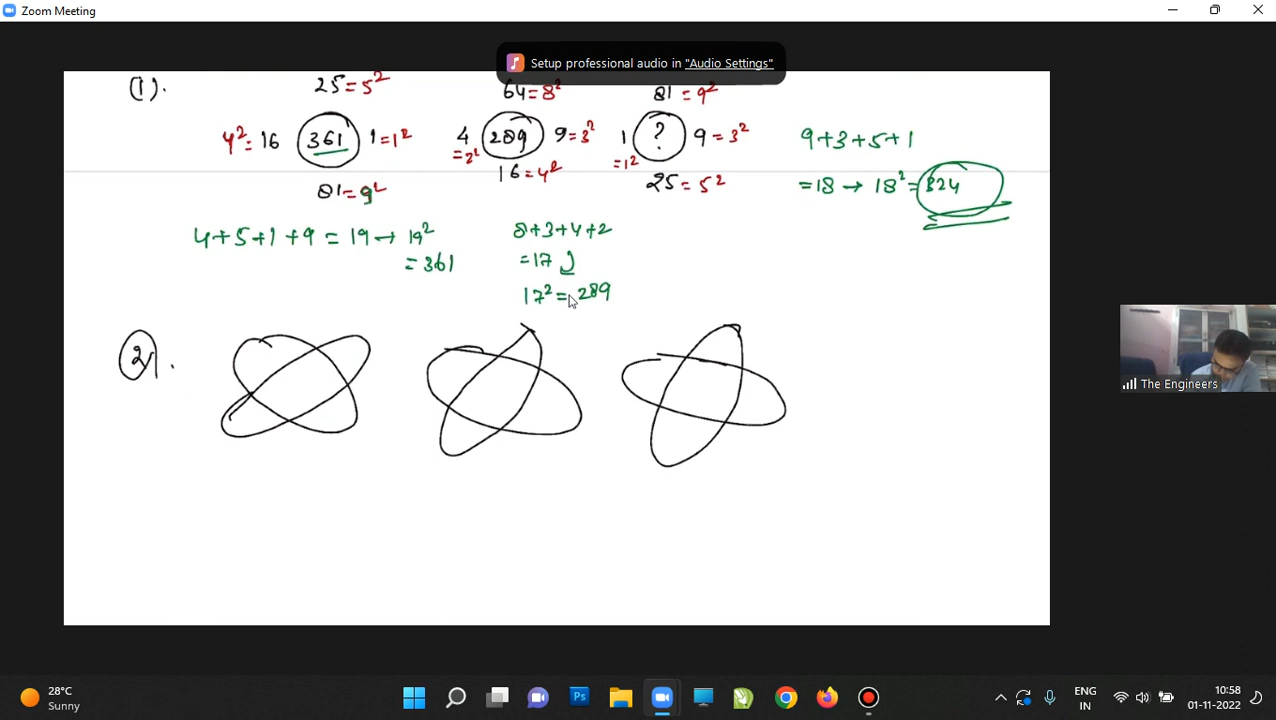 Zoom Meeting
Setup professional audio in "Audio Settings"
(1).
25=5²
64=8²
81=9²
4²=16 361 1=1²
4=2² 289 9=3²
1=1² ? 9=3²
81=9²
16=4²
25=5²
9+3+5+1
=18→18²=324
4+5+1+9=19→19²
=361
8+3+4+2
=17
17²=289
2.
The Engineers
28°C
Sunny
ENG
IN
10:58
01-11-2022